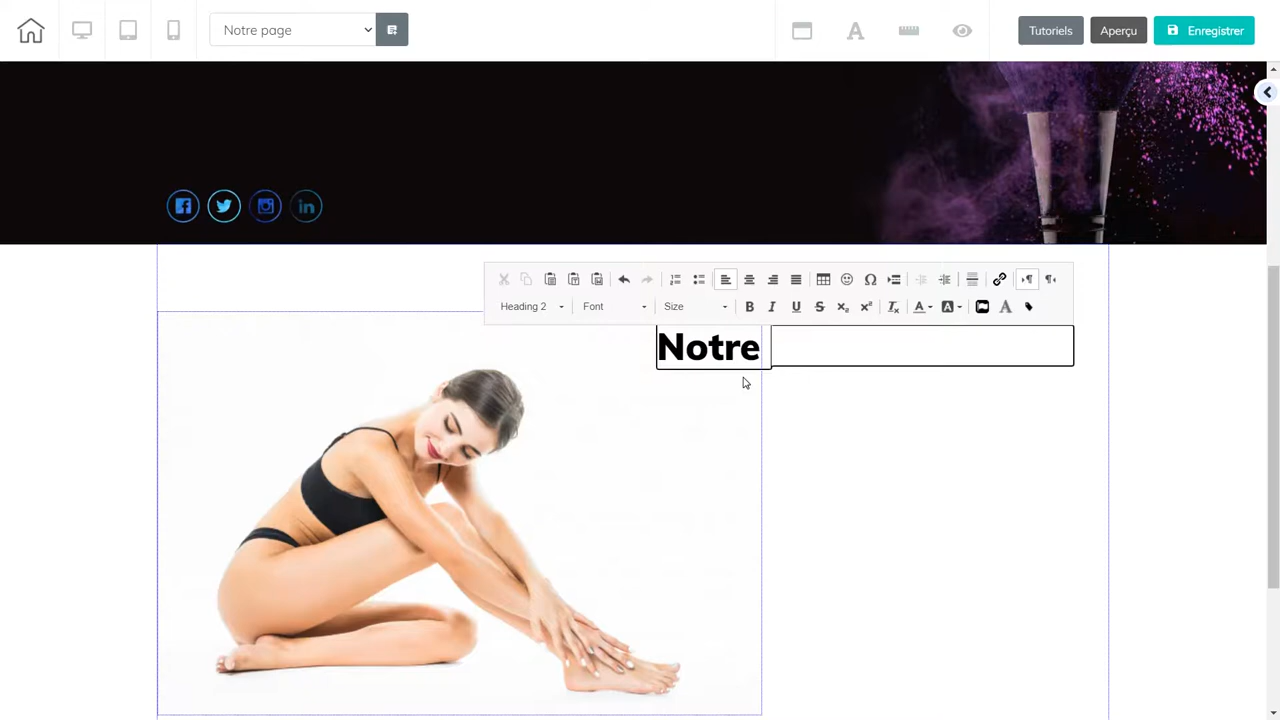 Notre page
Tutoriels
Aperçu
Enregistrer
Heading 2
Font
Size
Notre